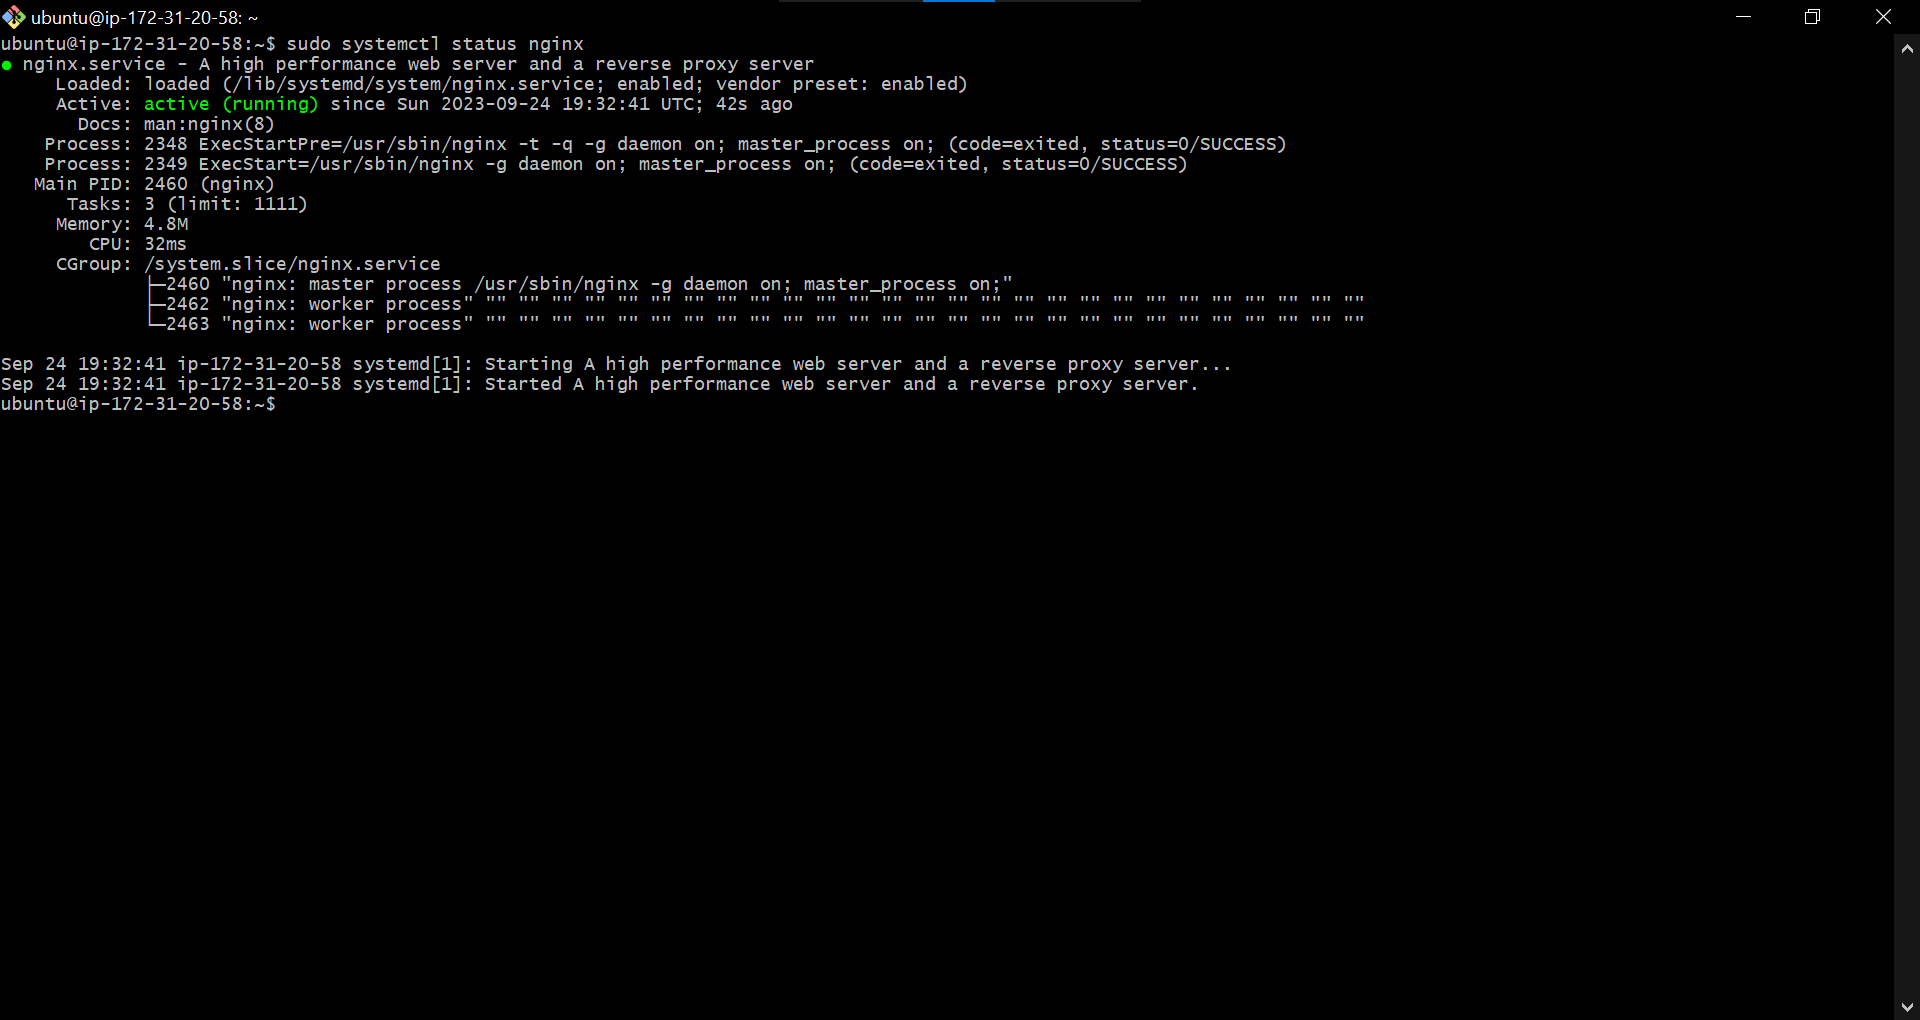 ubuntu@ip-172-31-20-58: ~
ubuntu@ip-172-31-20-58:~$ sudo systemctl status nginx
● nginx.service - A high performance web server and a reverse proxy server
     Loaded: loaded (/lib/systemd/system/nginx.service; enabled; vendor preset: enabled)
     Active: active (running) since Sun 2023-09-24 19:32:41 UTC; 42s ago
       Docs: man:nginx(8)
    Process: 2348 ExecStartPre=/usr/sbin/nginx -t -q -g daemon on; master_process on; (code=exited, status=0/SUCCESS)
    Process: 2349 ExecStart=/usr/sbin/nginx -g daemon on; master_process on; (code=exited, status=0/SUCCESS)
   Main PID: 2460 (nginx)
      Tasks: 3 (limit: 1111)
     Memory: 4.8M
        CPU: 32ms
     CGroup: /system.slice/nginx.service
             ├─2460 "nginx: master process /usr/sbin/nginx -g daemon on; master_process on;"
             ├─2462 "nginx: worker process" "" "" "" "" "" "" "" "" "" "" "" "" "" "" "" "" "" "" "" "" "" "" "" "" "" "" ""
             └─2463 "nginx: worker process" "" "" "" "" "" "" "" "" "" "" "" "" "" "" "" "" "" "" "" "" "" "" "" "" "" "" ""

Sep 24 19:32:41 ip-172-31-20-58 systemd[1]: Starting A high performance web server and a reverse proxy server...
Sep 24 19:32:41 ip-172-31-20-58 systemd[1]: Started A high performance web server and a reverse proxy server.
ubuntu@ip-172-31-20-58:~$